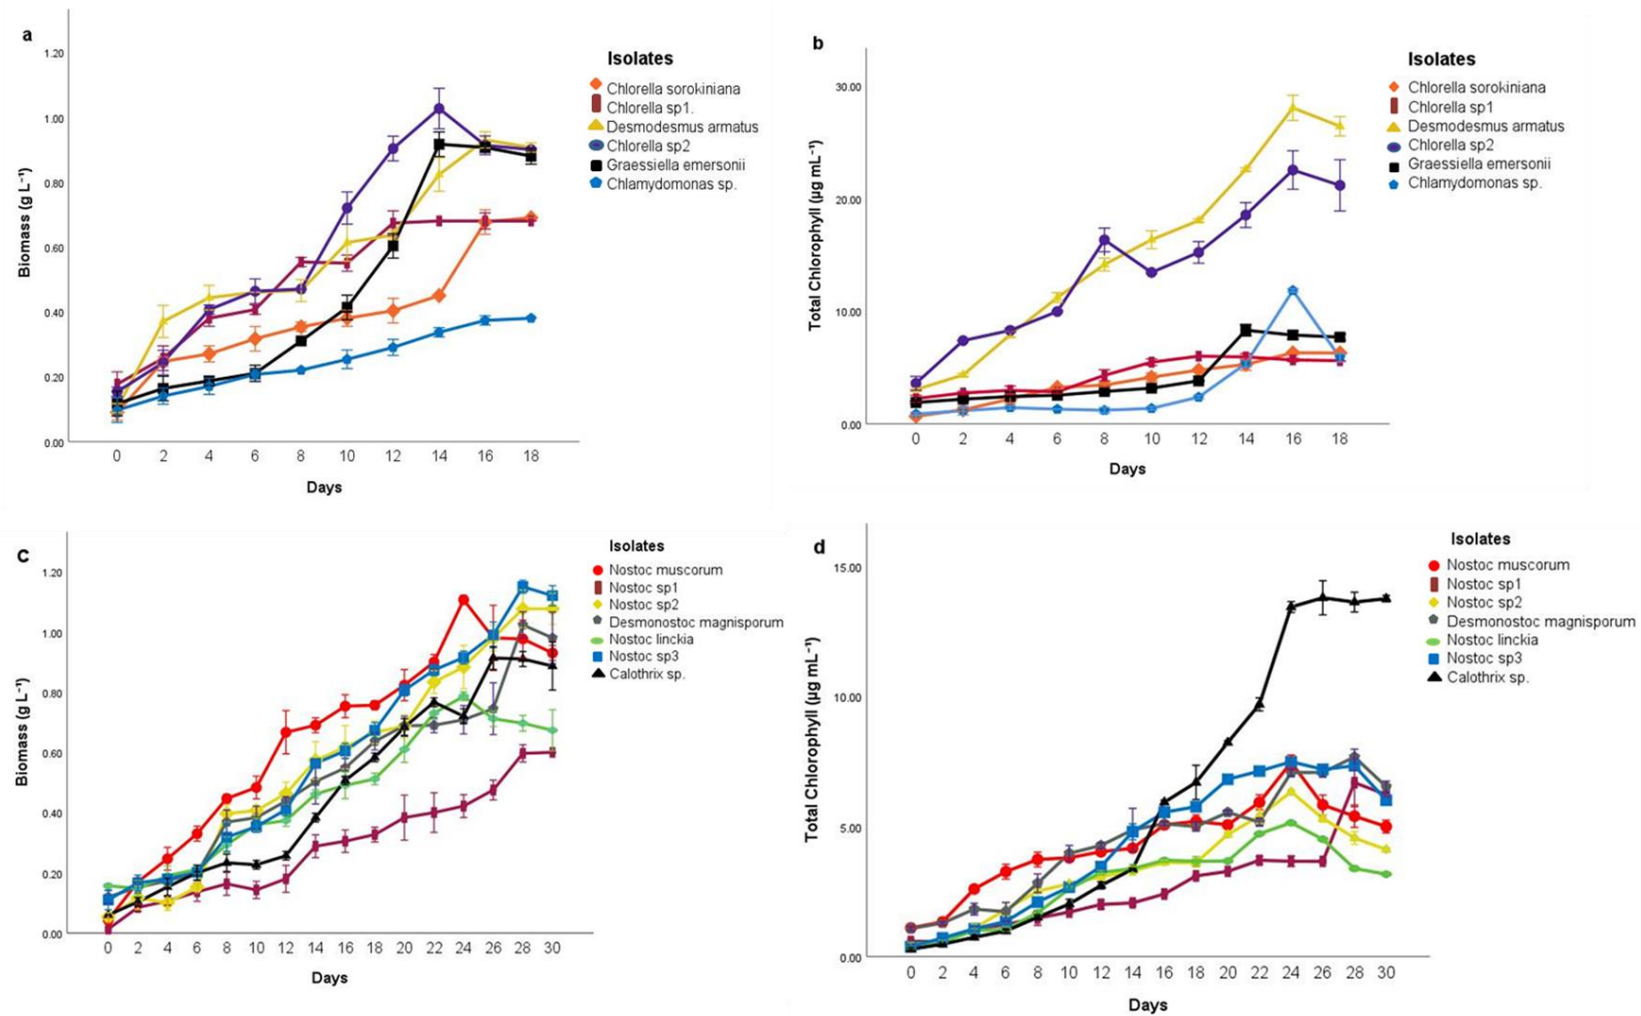 a
Isolates
Chlorella sorokiniana
Chlorella sp1.
Desmodesmus armatus
Chlorella sp2
Graessiella emersonii
Chlamydomonas sp.
Biomass (g L⁻¹)
1.20
1.00
0.80
0.60
0.40
0.20
0.00
0 2 4 6 8 10 12 14 16 18
Days
b
Isolates
Chlorella sorokiniana
Chlorella sp1
Desmodesmus armatus
Chlorella sp2
Graessiella emersonii
Chlamydomonas sp.
Total Chlorophyll (µg mL⁻¹)
30.00
20.00
10.00
0.00
0 2 4 6 8 10 12 14 16 18
Days
c
Isolates
Nostoc muscorum
Nostoc sp1
Nostoc sp2
Desmonostoc magnisporum
Nostoc linckia
Nostoc sp3
Calothrix sp.
Biomass (g L⁻¹)
1.20
1.00
0.80
0.60
0.40
0.20
0.00
0 2 4 6 8 10 12 14 16 18 20 22 24 26 28 30
Days
d
Isolates
Nostoc muscorum
Nostoc sp1
Nostoc sp2
Desmonostoc magnisporum
Nostoc linckia
Nostoc sp3
Calothrix sp.
Total Chlorophyll (µg mL⁻¹)
15.00
10.00
5.00
0.00
0 2 4 6 8 10 12 14 16 18 20 22 24 26 28 30
Days